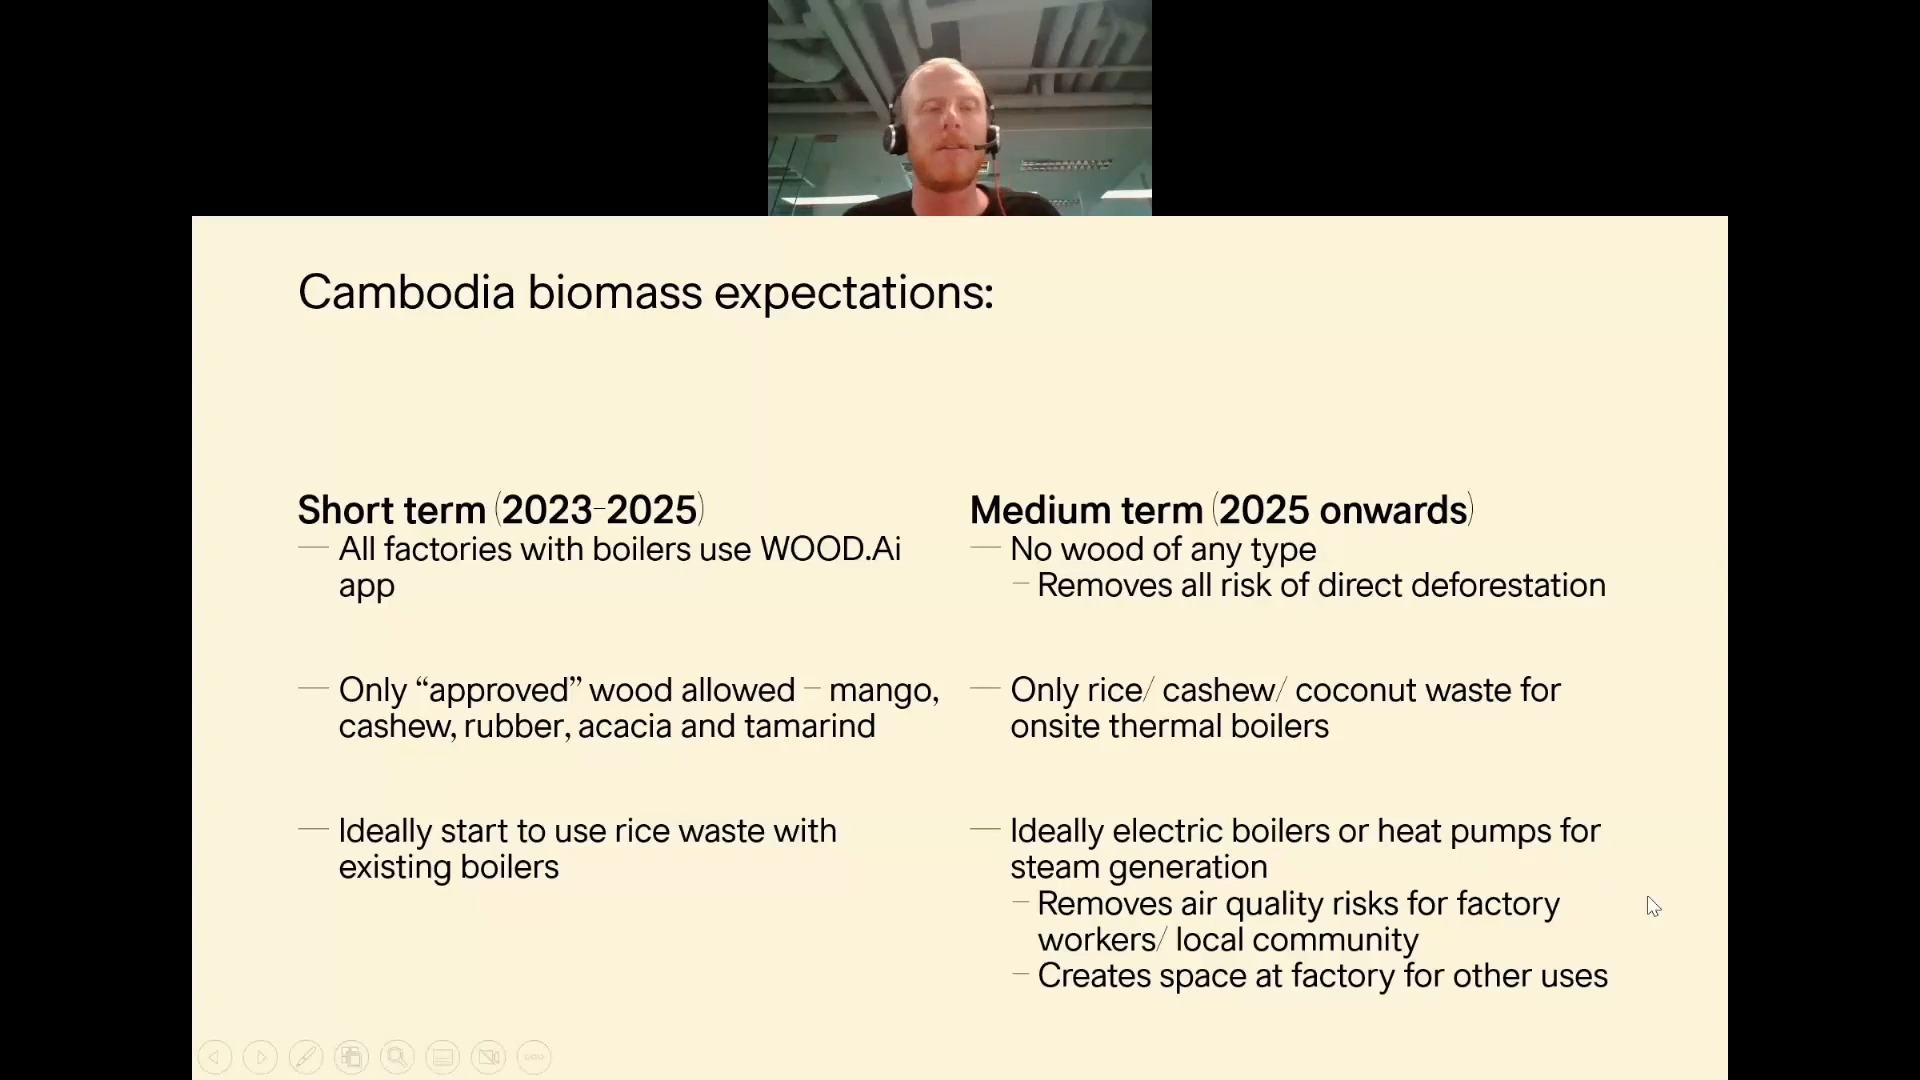 Cambodia biomass expectations:
Short term (2023-2025)
— All factories with boilers use WOOD.Ai
app
— Only “approved” wood allowed – mango,
cashew, rubber, acacia and tamarind
— Ideally start to use rice waste with
existing boilers
Medium term (2025 onwards)
— No wood of any type
– Removes all risk of direct deforestation
— Only rice/ cashew/ coconut waste for
onsite thermal boilers
— Ideally electric boilers or heat pumps for
steam generation
– Removes air quality risks for factory
workers/ local community
– Creates space at factory for other uses